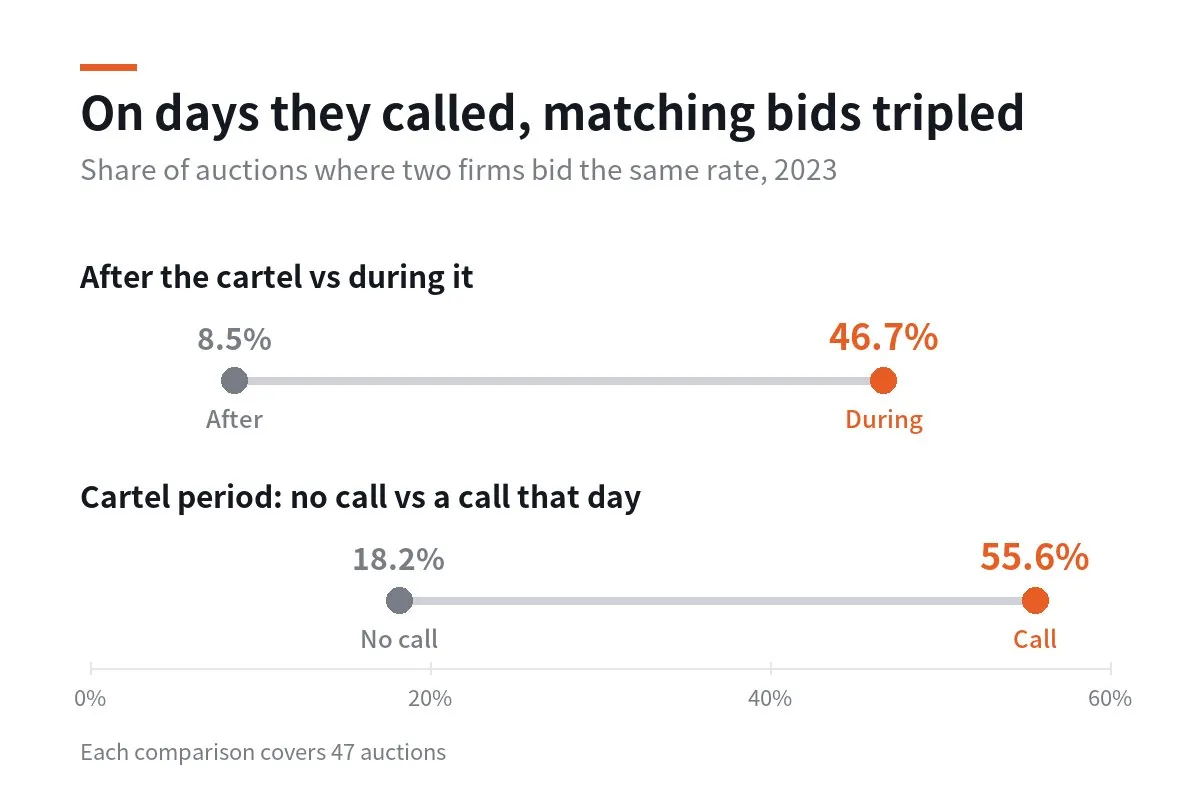 On days they called, matching bids tripled
Share of auctions where two firms bid the same rate, 2023
After the cartel vs during it
8.5%
46.7%
After
During
Cartel period: no call vs a call that day
18.2%
55.6%
No call
Call
0%
20%
40%
60%
Each comparison covers 47 auctions